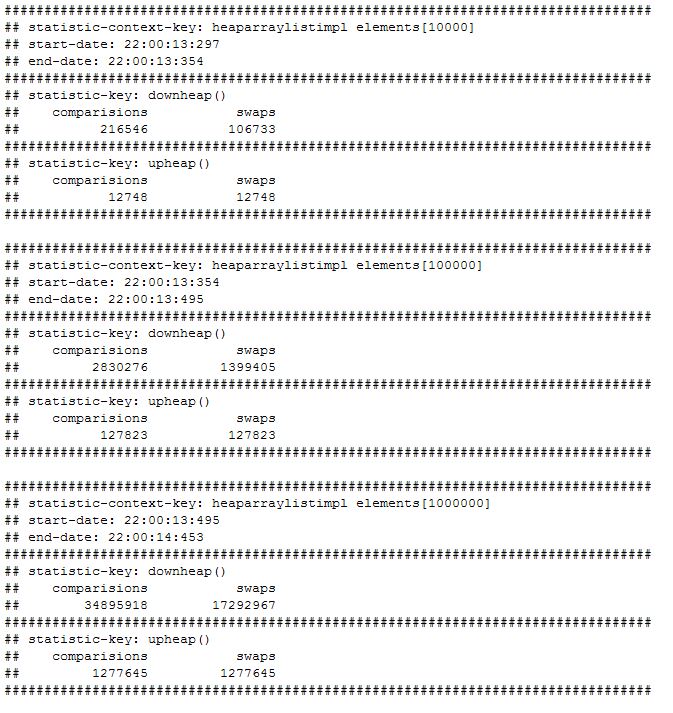 ################################################################################
## statistic-context-key: heaparraylistimpl elements[10000]
## start-date: 22:00:13:297
## end-date: 22:00:13:354
################################################################################
## statistic-key: downheap()
##    comparisions           swaps
##          216546          106733
################################################################################
## statistic-key: upheap()
##    comparisions           swaps
##           12748           12748
################################################################################
################################################################################
## statistic-context-key: heaparraylistimpl elements[100000]
## start-date: 22:00:13:354
## end-date: 22:00:13:495
################################################################################
## statistic-key: downheap()
##    comparisions           swaps
##         2830276         1399405
################################################################################
## statistic-key: upheap()
##    comparisions           swaps
##          127823          127823
################################################################################
################################################################################
## statistic-context-key: heaparraylistimpl elements[1000000]
## start-date: 22:00:13:495
## end-date: 22:00:14:453
################################################################################
## statistic-key: downheap()
##    comparisions           swaps
##        34895918        17292967
################################################################################
## statistic-key: upheap()
##    comparisions           swaps
##         1277645         1277645
################################################################################